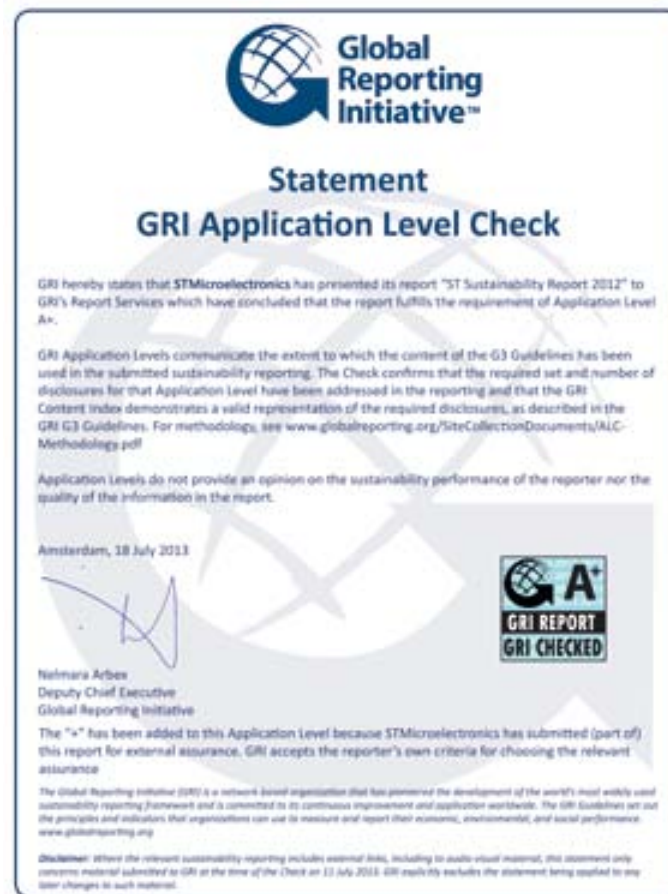 Global
Reporting
Initiative™
Statement
GRI Application Level Check
GRI hereby states that STMicroelectronics has presented its report "ST Sustainability Report 2012" to
GRI's Report Services which have concluded that the report fulfills the requirement of Application Level
A+.
GRI Application Levels communicate the extent to which the content of the G3 Guidelines has been
used in the submitted sustainability reporting. The Check confirms that the required set and number of
disclosures for that Application Level have been addressed in the reporting and that the GRI
Content Index demonstrates a valid representation of the required disclosures, as described in the
GRI G3 Guidelines. For methodology, see www.globalreporting.org/SiteCollectionDocuments/ALC-
Methodology.pdf
Application Levels do not provide an opinion on the sustainability performance of the reporter nor the
quality of the information in the report.
Amsterdam, 18 July 2013
A+
GRI REPORT
GRI CHECKED
Nelmara Arbex
Deputy Chief Executive
Global Reporting Initiative
The "+" has been added to this Application Level because STMicroelectronics has submitted (part of)
this report for external assurance. GRI accepts the reporter's own criteria for choosing the relevant
assurance
The Global Reporting Initiative (GRI) is a network-based organization that has pioneered the development of the world's most widely used
sustainability reporting framework and is committed to its continuous improvement and application worldwide. The GRI Guidelines set out
the principles and indicators that organizations can use to measure and report their economic, environmental, and social performance.
www.globalreporting.org
Disclaimer: Where the relevant sustainability reporting includes external links, including to audio visual material, this statement only
concerns material submitted to GRI at the time of the Check on 11 July 2013. GRI explicitly excludes the statement being applied to any
later changes to such material.